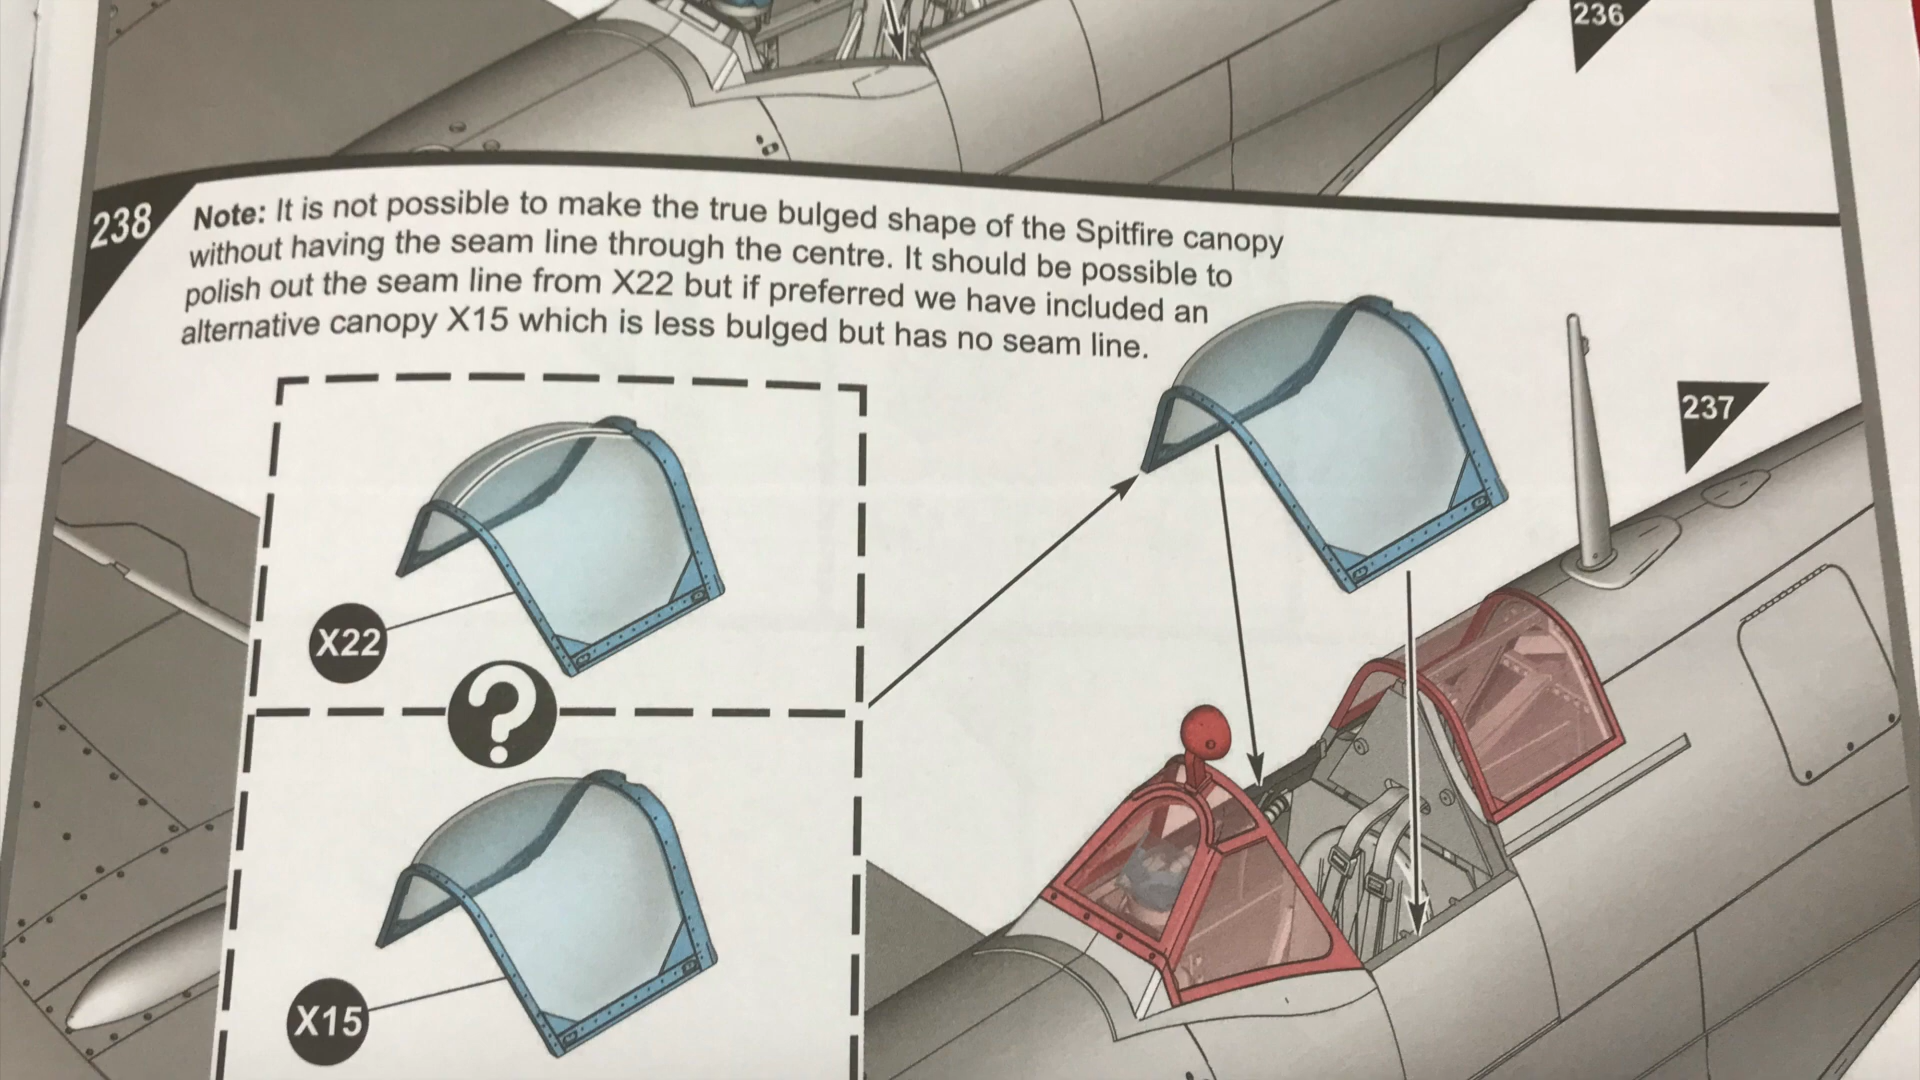 236
238
Note: It is not possible to make the true bulged shape of the Spitfire canopy
without having the seam line through the centre. It should be possible to
polish out the seam line from X22 but if preferred we have included an
alternative canopy X15 which is less bulged but has no seam line.
237
X22
?
X15